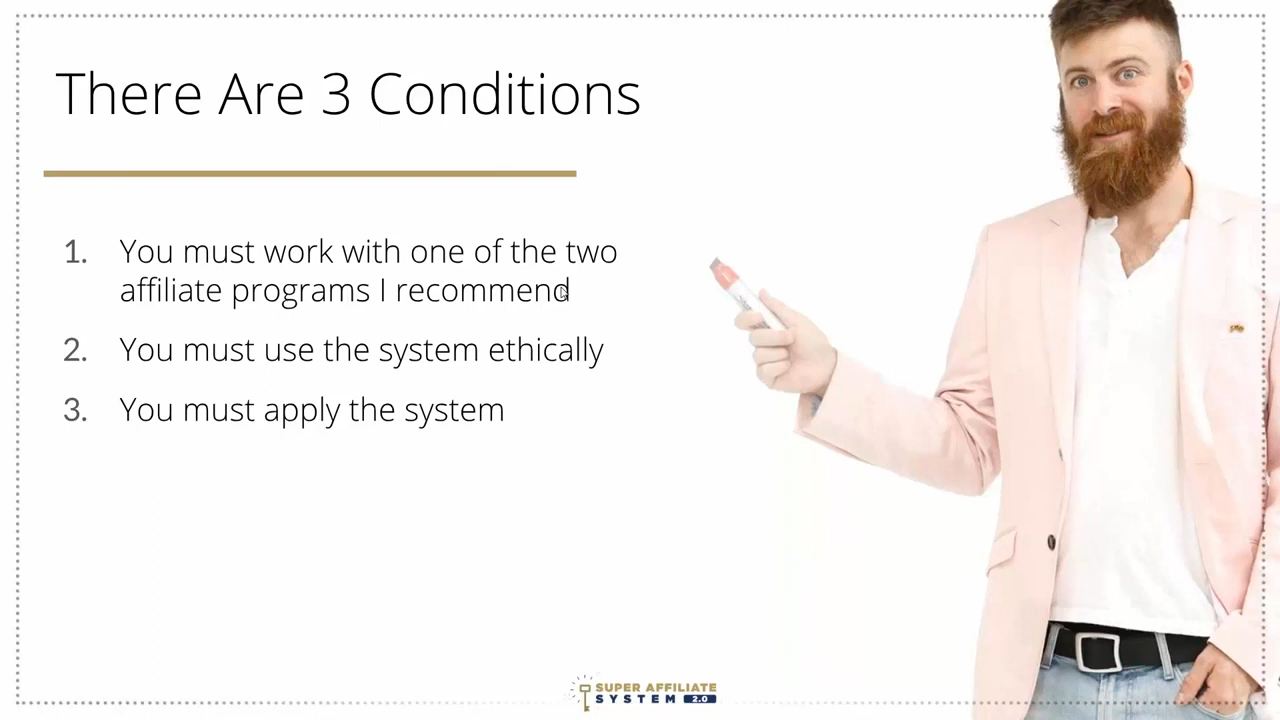 There Are 3 Conditions
1. You must work with one of the two
affiliate programs I recommend
2. You must use the system ethically
3. You must apply the system
SUPER AFFILIATE
SYSTEM 2.0